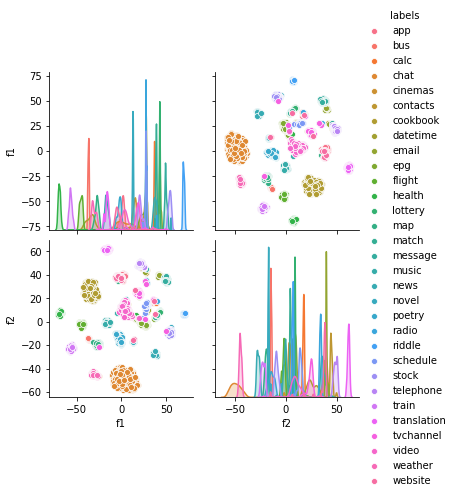 labels
app
bus
calc
chat
cinemas
contacts
cookbook
datetime
email
epg
flight
health
lottery
map
match
message
music
news
novel
poetry
radio
riddle
schedule
stock
telephone
train
translation
tvchannel
video
weather
website
75
50
25
0
−25
−50
−75
f1
60
40
20
0
−20
−40
−60
f2
−50 0 50
f1
−50 0 50
f2